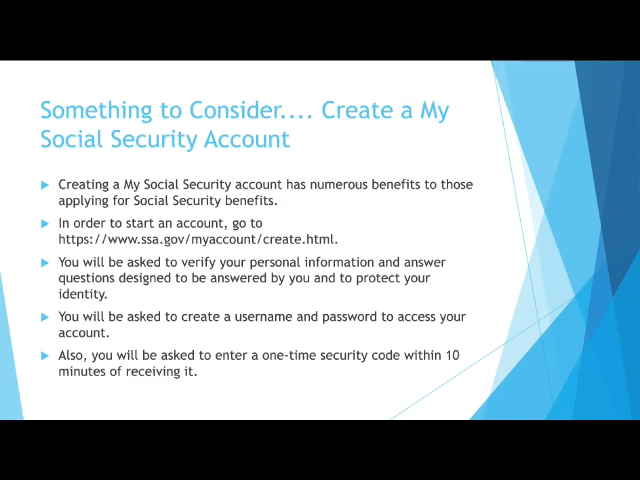 Something to Consider.... Create a My
Social Security Account
Creating a My Social Security account has numerous benefits to those
applying for Social Security benefits.
In order to start an account, go to
https://www.ssa.gov/myaccount/create.html.
You will be asked to verify your personal information and answer
questions designed to be answered by you and to protect your
identity.
You will be asked to create a username and password to access your
account.
Also, you will be asked to enter a one-time security code within 10
minutes of receiving it.